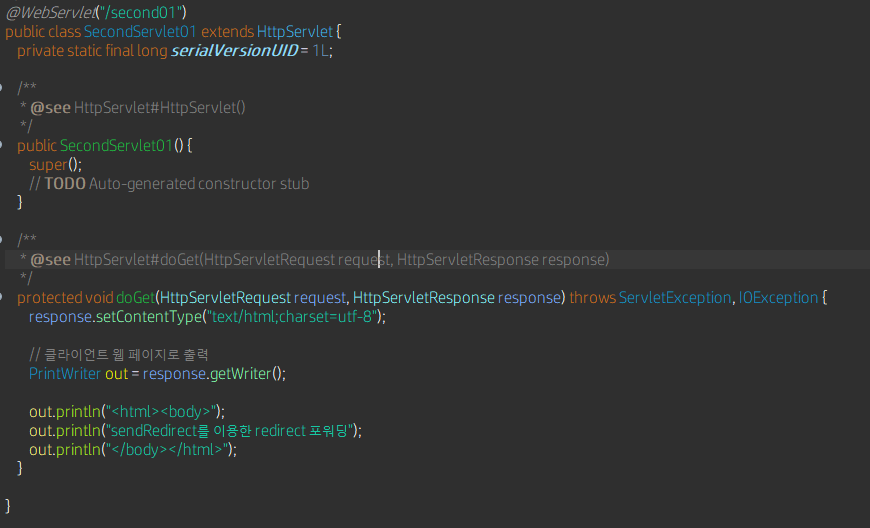 @WebServlet("/second01")
public class SecondServlet01 extends HttpServlet {
private static final long serialVersionUID = 1L;
/**
* @see HttpServlet#HttpServlet()
*/
public SecondServlet01() {
super();
// TODO Auto-generated constructor stub
}
/**
* @see HttpServlet#doGet(HttpServletRequest request, HttpServletResponse response)
*/
protected void doGet(HttpServletRequest request, HttpServletResponse response) throws ServletException, IOException {
response.setContentType("text/html;charset=utf-8");
// 클라이언트 웹 페이지로 출력
PrintWriter out = response.getWriter();
out.println("<html><body>");
out.println("sendRedirect를 이용한 redirect 포워딩");
out.println("</body></html>");
}
}